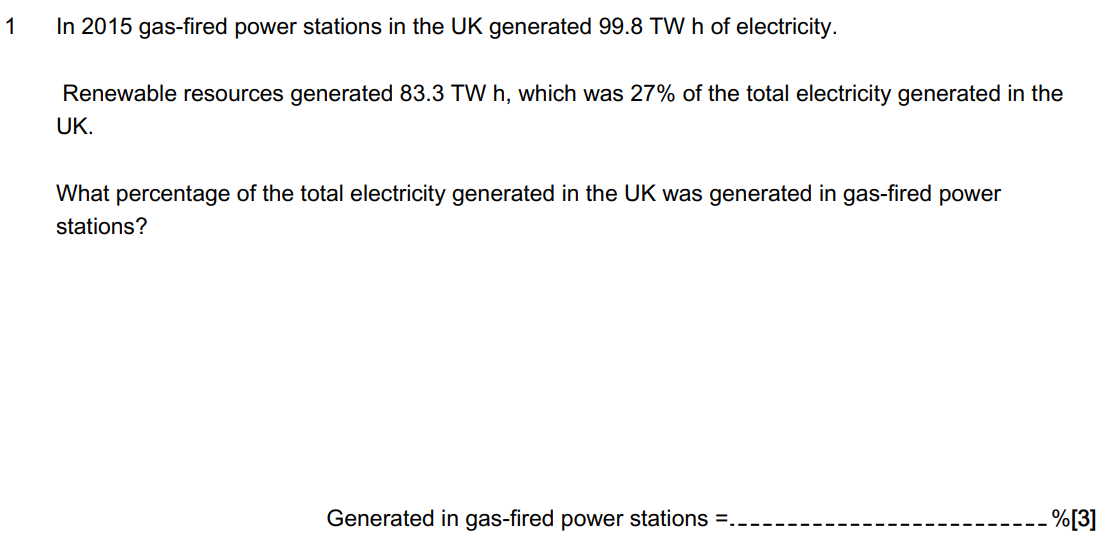 1 In 2015 gas-fired power stations in the UK generated 99.8 TW h of electricity.
Renewable resources generated 83.3 TW h, which was 27% of the total electricity generated in the
UK.
What percentage of the total electricity generated in the UK was generated in gas-fired power
stations?
Generated in gas-fired power stations =.__________________________%[3]